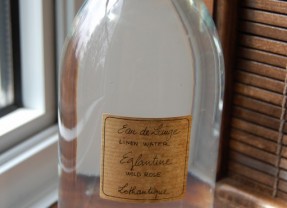 Eau de Linge
LINEN WATER
Eglantine
WILD ROSE
Lothantique